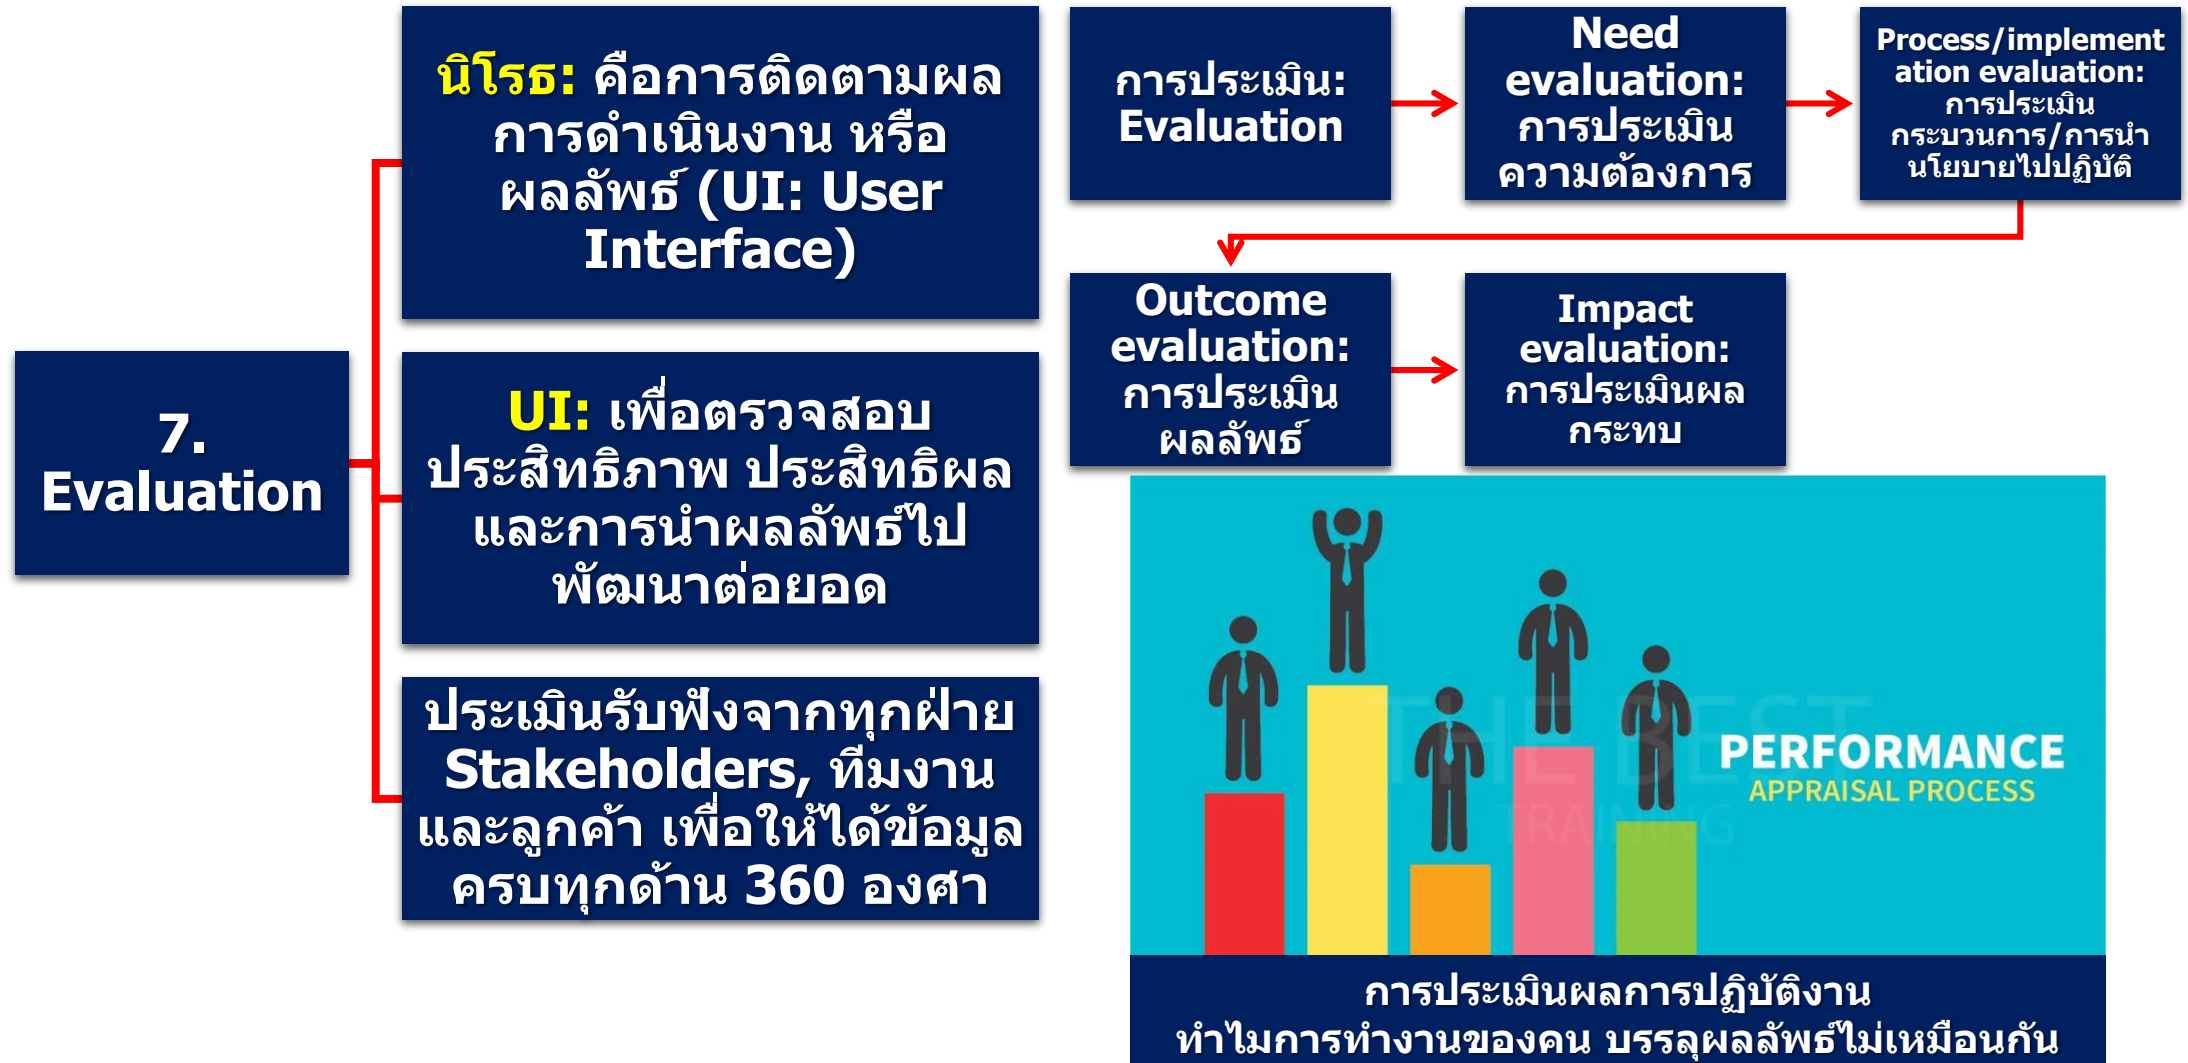 7.
Evaluation
นิโรธ: คือการติดตามผล
การดำเนินงาน หรือ
ผลลัพธ์ (UI: User
Interface)
UI: เพื่อตรวจสอบ
ประสิทธิภาพ ประสิทธิผล
และการนำผลลัพธ์ไป
พัฒนาต่อยอด
ประเมินรับฟังจากทุกฝ่าย
Stakeholders, ทีมงาน
และลูกค้า เพื่อให้ได้ข้อมูล
ครบทุกด้าน 360 องศา
การประเมิน:
Evaluation
Need
evaluation:
การประเมิน
ความต้องการ
Process/implement
ation evaluation:
การประเมิน
กระบวนการ/การนำ
นโยบายไปปฏิบัติ
Outcome
evaluation:
การประเมิน
ผลลัพธ์
Impact
evaluation:
การประเมินผล
กระทบ
THE BEST
TRAINING
PERFORMANCE
APPRAISAL PROCESS
การประเมินผลการปฏิบัติงาน
ทำไมการทำงานของคน บรรลุผลลัพธ์ไม่เหมือนกัน